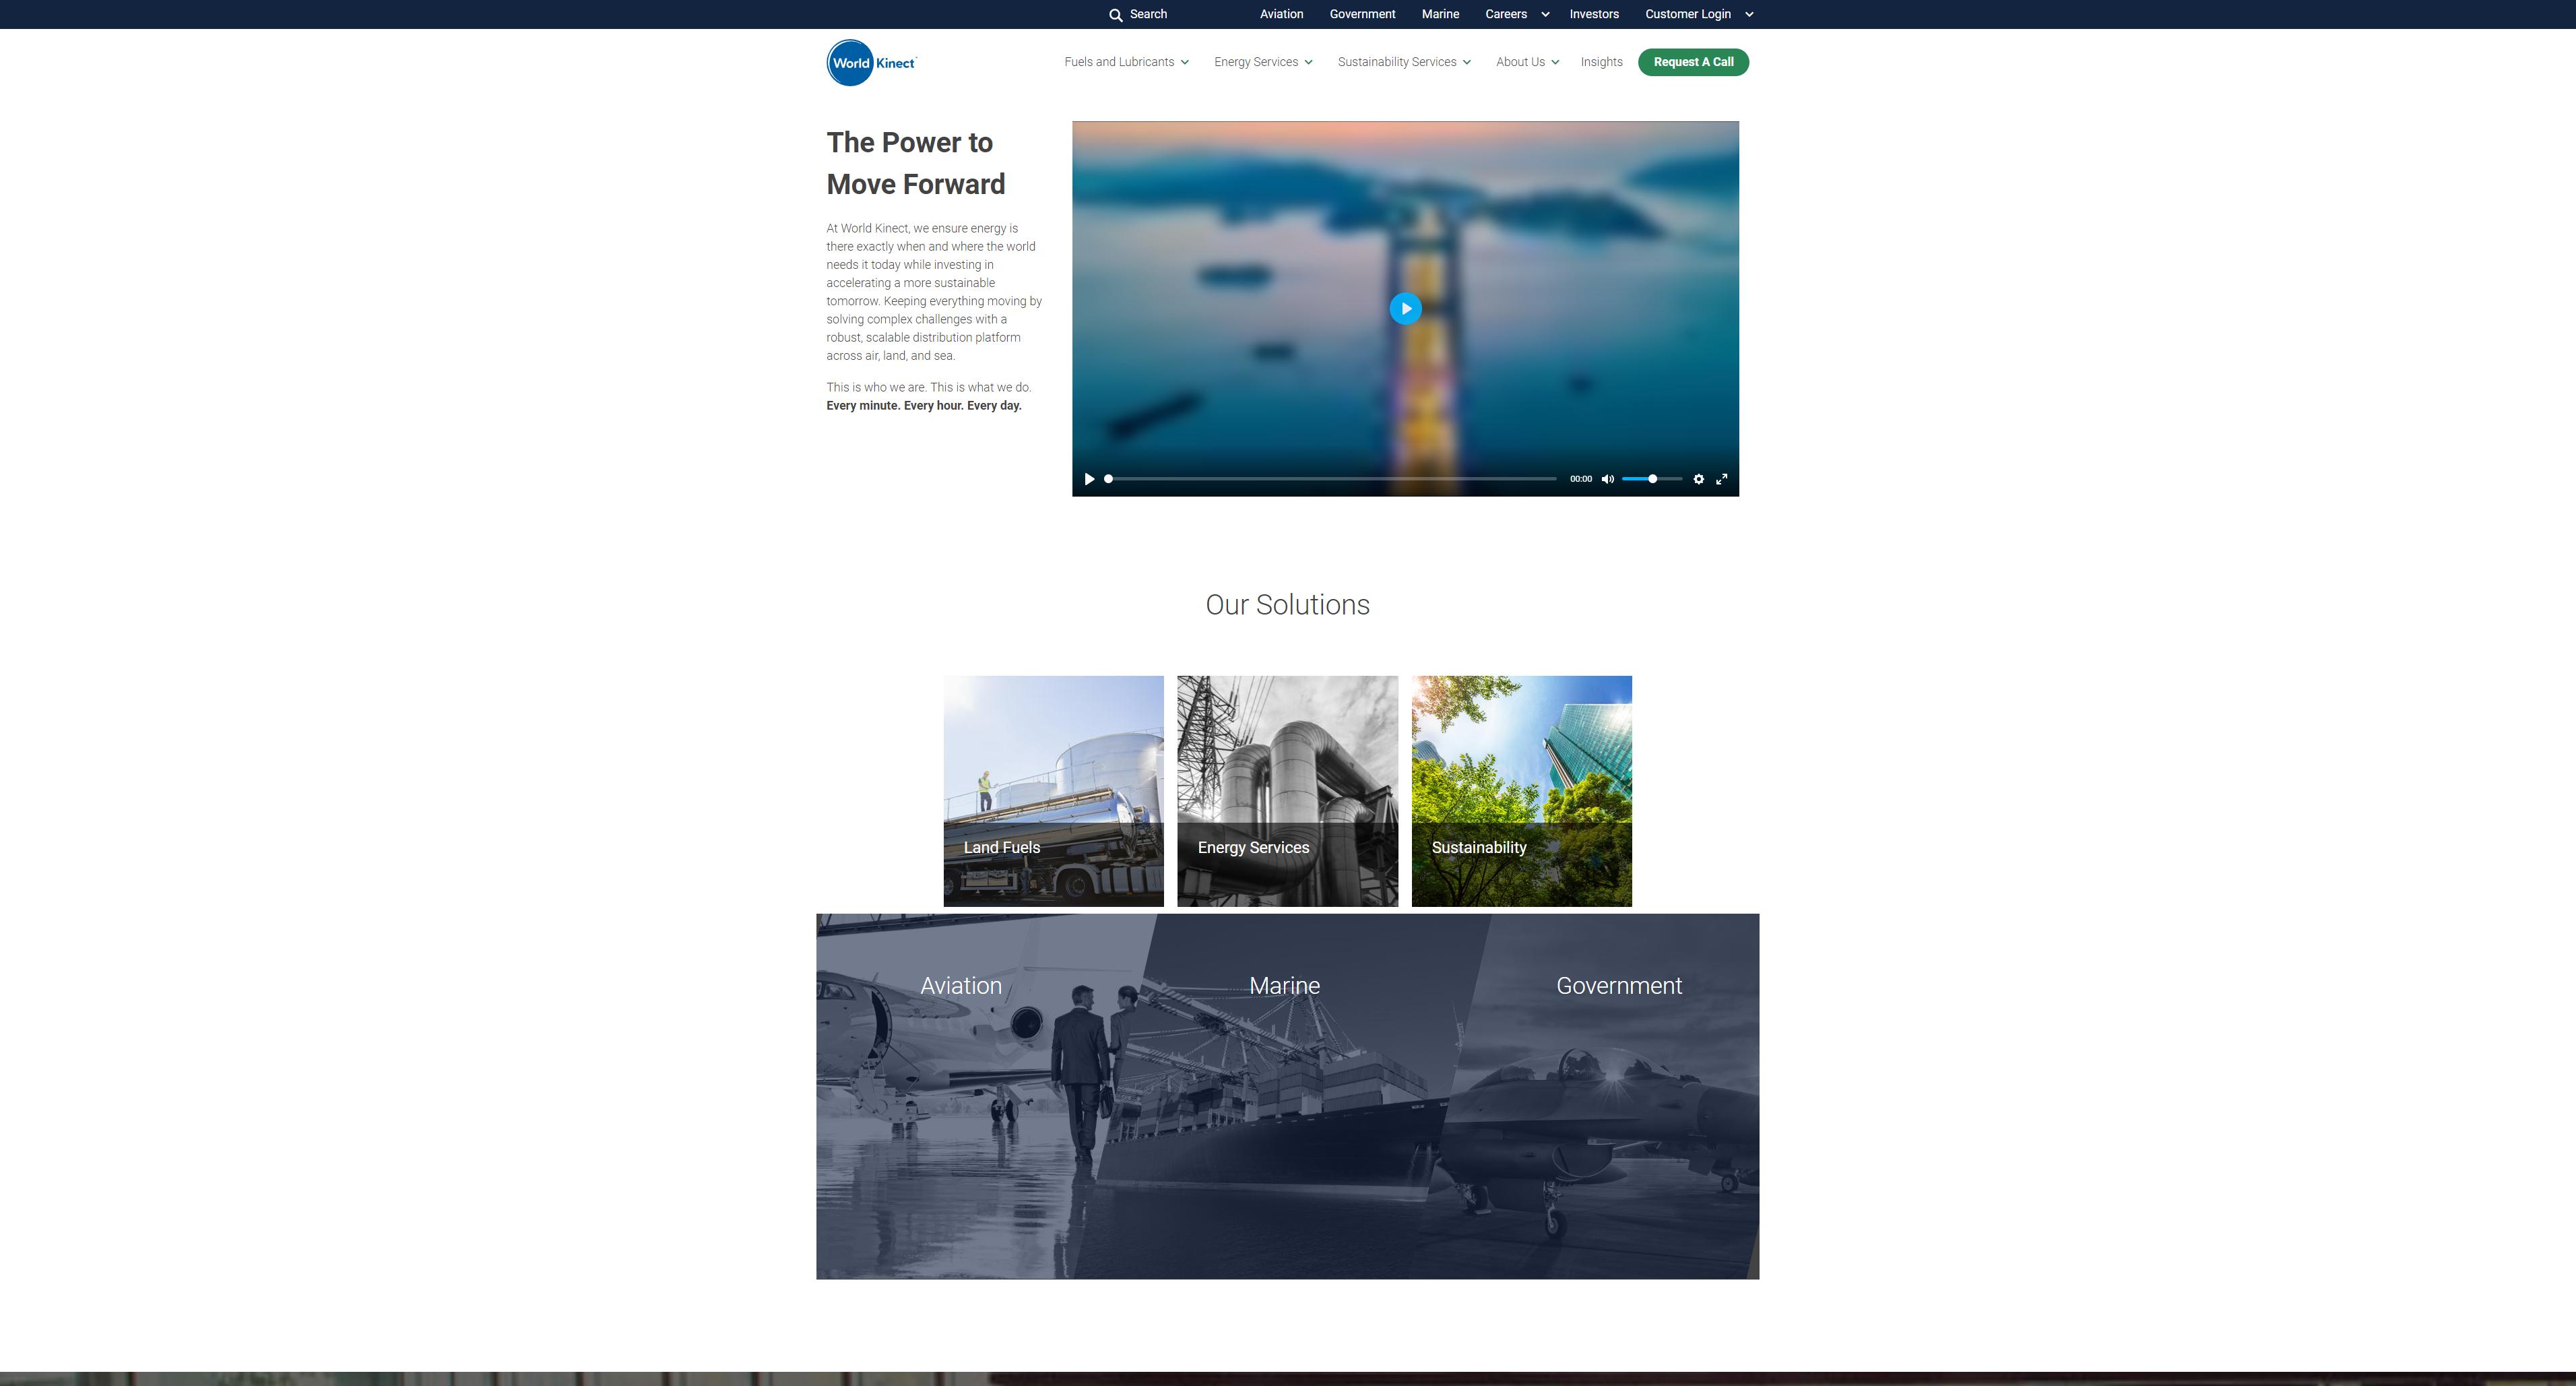 Search Aviation Government Marine Careers Investors Customer Login
World Kinect Fuels and Lubricants Energy Services Sustainability Services About Us Insights Request A Call
The Power to
Move Forward
At World Kinect, we ensure energy is
there exactly when and where the world
needs it today while investing in
accelerating a more sustainable
tomorrow. Keeping everything moving by
solving complex challenges with a
robust, scalable distribution platform
across air, land, and sea.
This is who we are. This is what we do.
Every minute. Every hour. Every day.
00:00
Our Solutions
Land Fuels Energy Services Sustainability
Aviation Marine Government